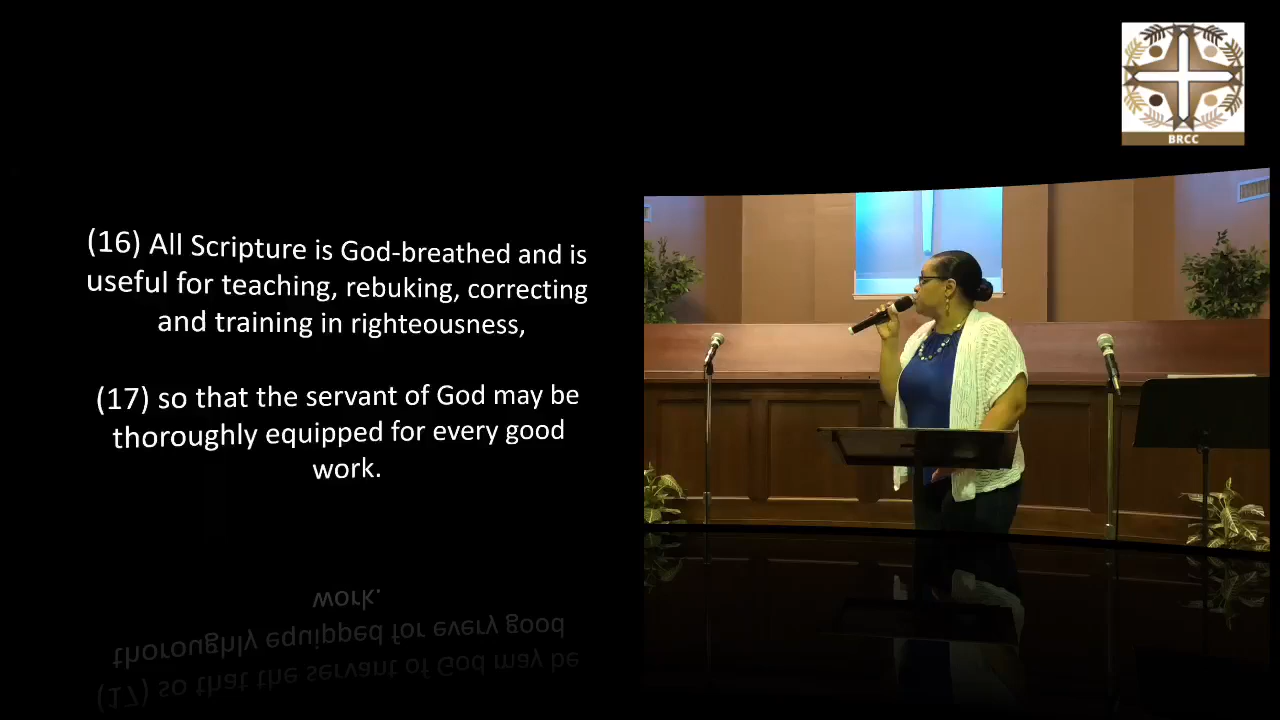 BRCC
(16) All Scripture is God-breathed and is
useful for teaching, rebuking, correcting
and training in righteousness,
(17) so that the servant of God may be
thoroughly equipped for every good
work.